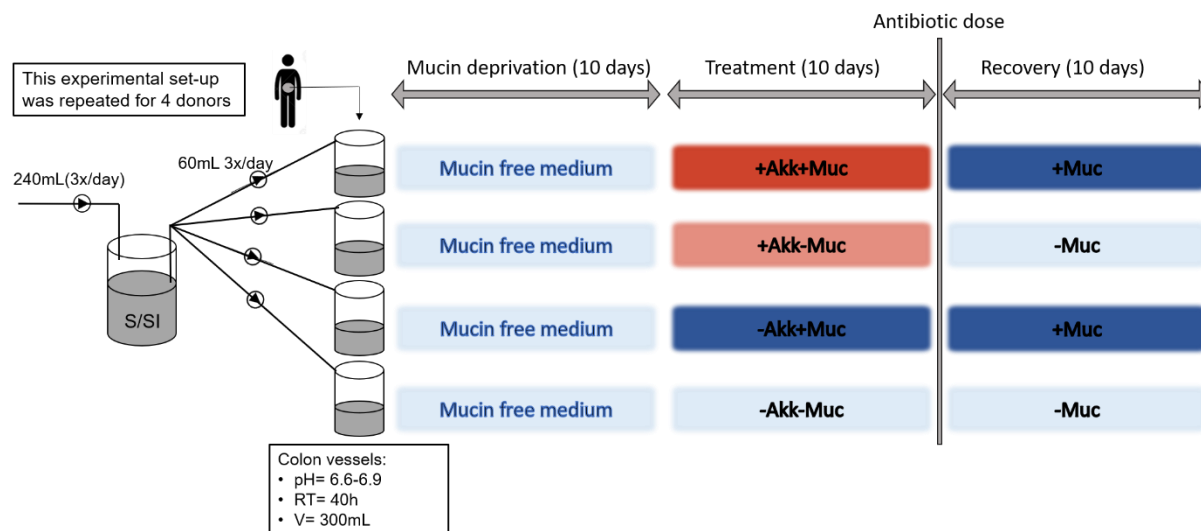 Antibiotic dose
This experimental set-up
was repeated for 4 donors
Mucin deprivation (10 days)
Treatment (10 days)
Recovery (10 days)
240mL(3x/day)
60mL 3x/day
S/SI
Mucin free medium
+Akk+Muc
+Muc
Mucin free medium
+Akk-Muc
-Muc
Mucin free medium
-Akk+Muc
+Muc
Mucin free medium
-Akk-Muc
-Muc
Colon vessels:
• pH= 6.6-6.9
• RT= 40h
• V= 300mL